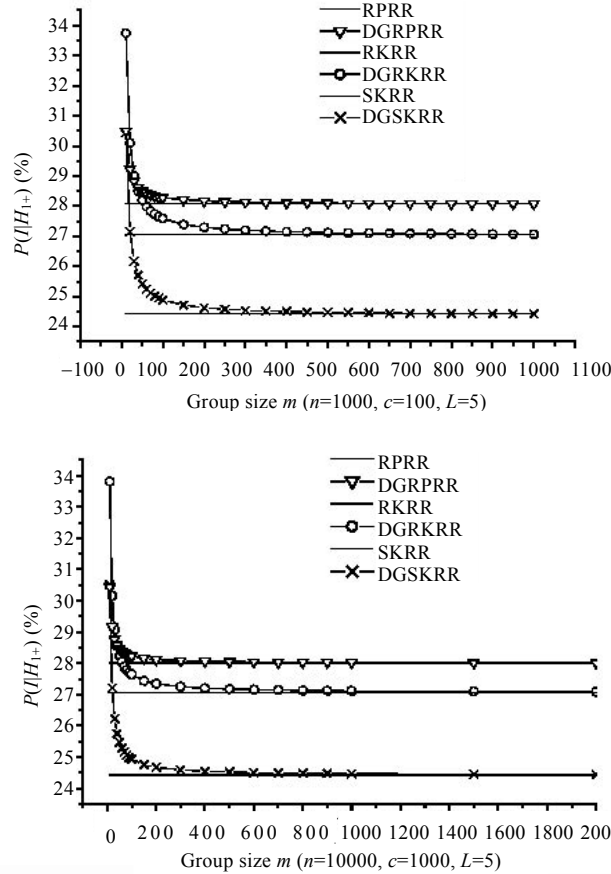 34
33
32
31
30
29
28
27
26
25
24
P(I|H1+) (%)
RPRR
DGRPRR
RKRR
DGRKRR
SKRR
DGSKRR
−100 0 100 200 300 400 500 600 700 800 900 1000 1100
Group size m (n=1000, c=100, L=5)
34
33
32
31
30
29
28
27
26
25
24
P(I|H1+) (%)
RPRR
DGRPRR
RKRR
DGRKRR
SKRR
DGSKRR
0 200 400 600 800 1000 1200 1400 1600 1800 200
Group size m (n=10000, c=1000, L=5)